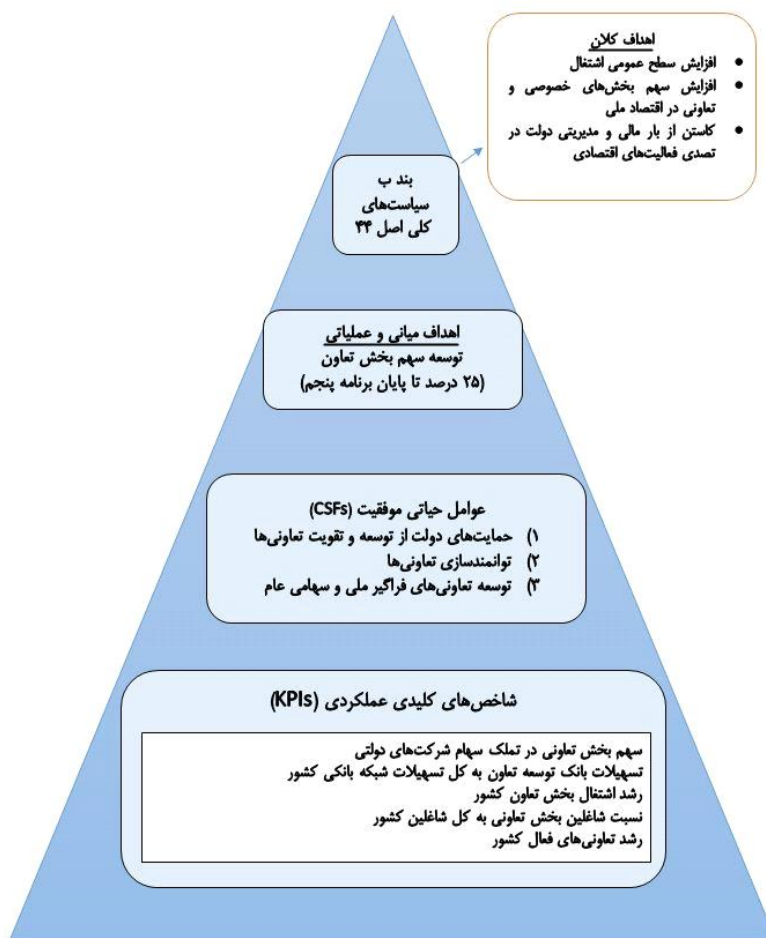 اهداف کلان
● افزایش سطح عمومی اشتغال
● افزایش سهم بخش‌های خصوصی و
تعاونی در اقتصاد ملی
● کاستن از بار مالی و مدیریتی دولت در
تصدی فعالیت‌های اقتصادی
بند ب
سیاست‌های
کلی اصل ۴۴
اهداف میانی و عملیاتی
توسعه سهم بخش تعاون
(۲۵ درصد تا پایان برنامه پنجم)
عوامل حیاتی موفقیت (CSFs)
۱) حمایت‌های دولت از توسعه و تقویت تعاونی‌ها
۲) توانمندسازی تعاونی‌ها
۳) توسعه تعاونی‌های فراگیر ملی و سهامی عام
شاخص‌های کلیدی عملکردی (KPIs)
سهم بخش تعاونی در تملک سهام شرکت‌های دولتی
تسهیلات بانک توسعه تعاون به کل تسهیلات شبکه بانکی کشور
رشد اشتغال بخش تعاون کشور
نسبت شاغلین بخش تعاونی به کل شاغلین کشور
رشد تعاونی‌های فعال کشور